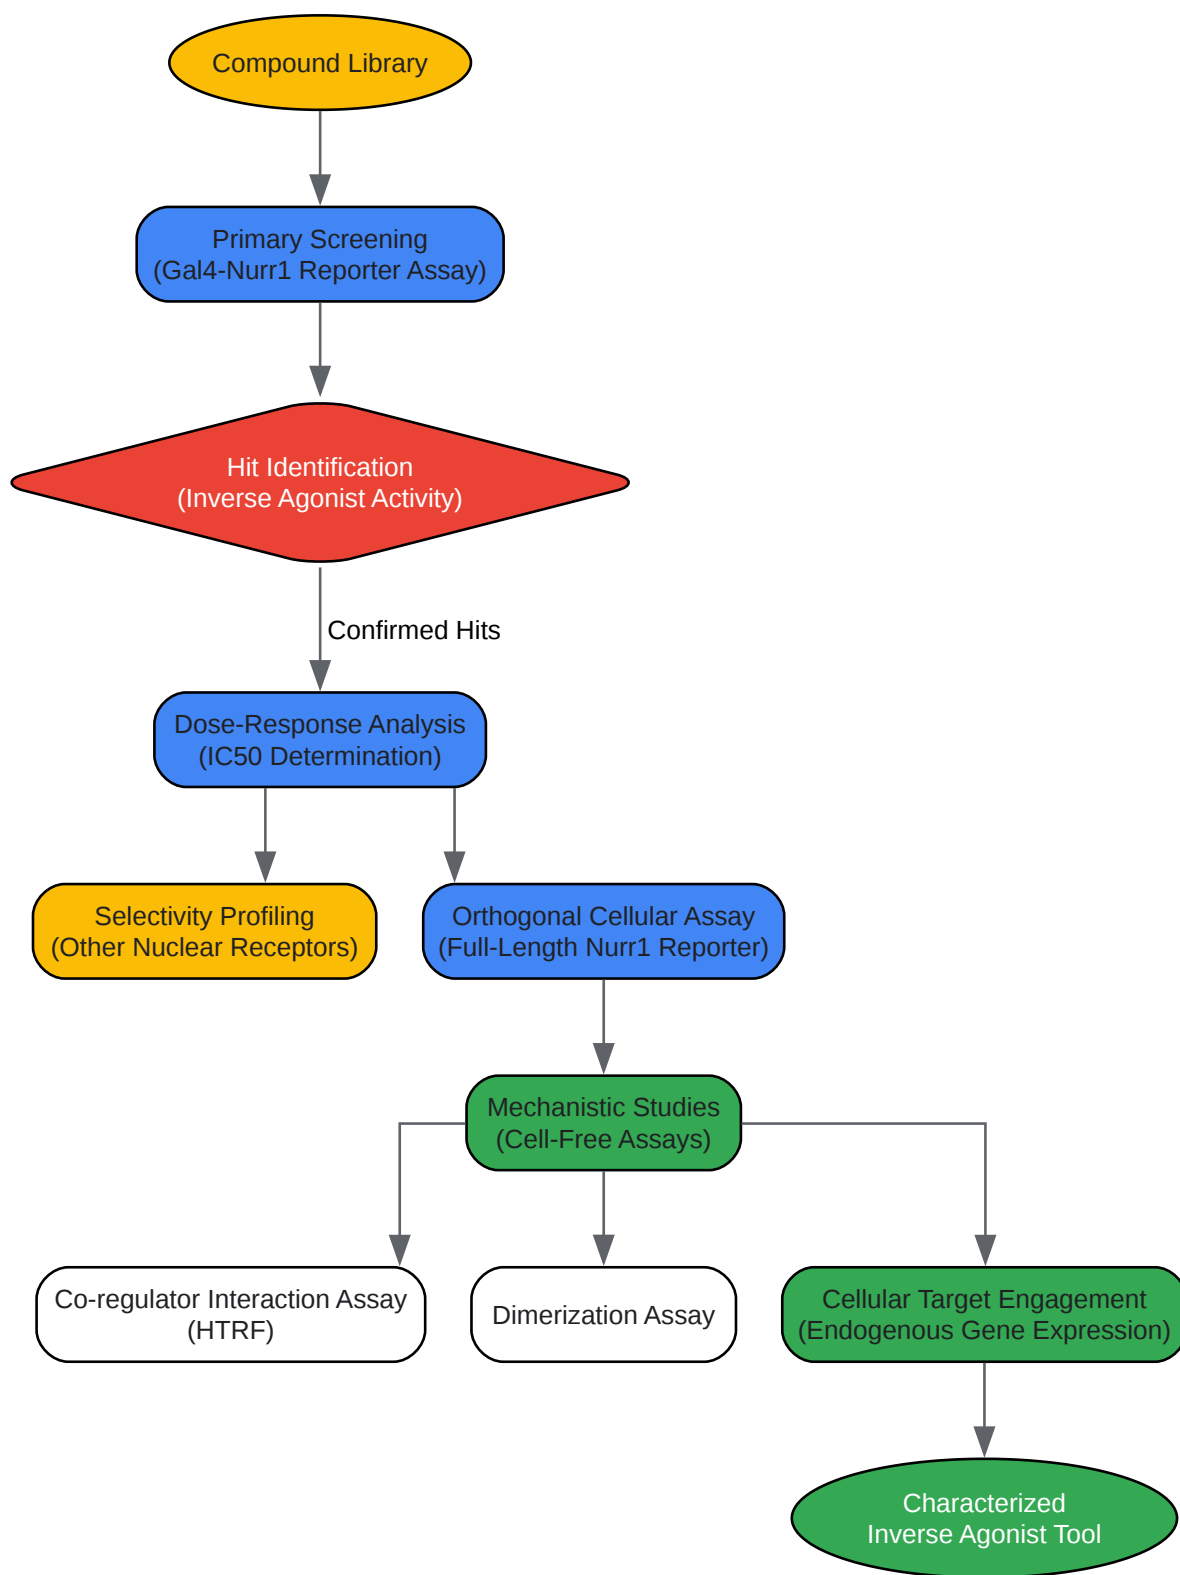 Compound Library
Primary Screening
(Gal4-Nurr1 Reporter Assay)
Hit Identification
(Inverse Agonist Activity)
Confirmed Hits
Dose-Response Analysis
(IC50 Determination)
Selectivity Profiling
(Other Nuclear Receptors)
Orthogonal Cellular Assay
(Full-Length Nurr1 Reporter)
Mechanistic Studies
(Cell-Free Assays)
Co-regulator Interaction Assay
(HTRF)
Dimerization Assay
Cellular Target Engagement
(Endogenous Gene Expression)
Characterized
Inverse Agonist Tool